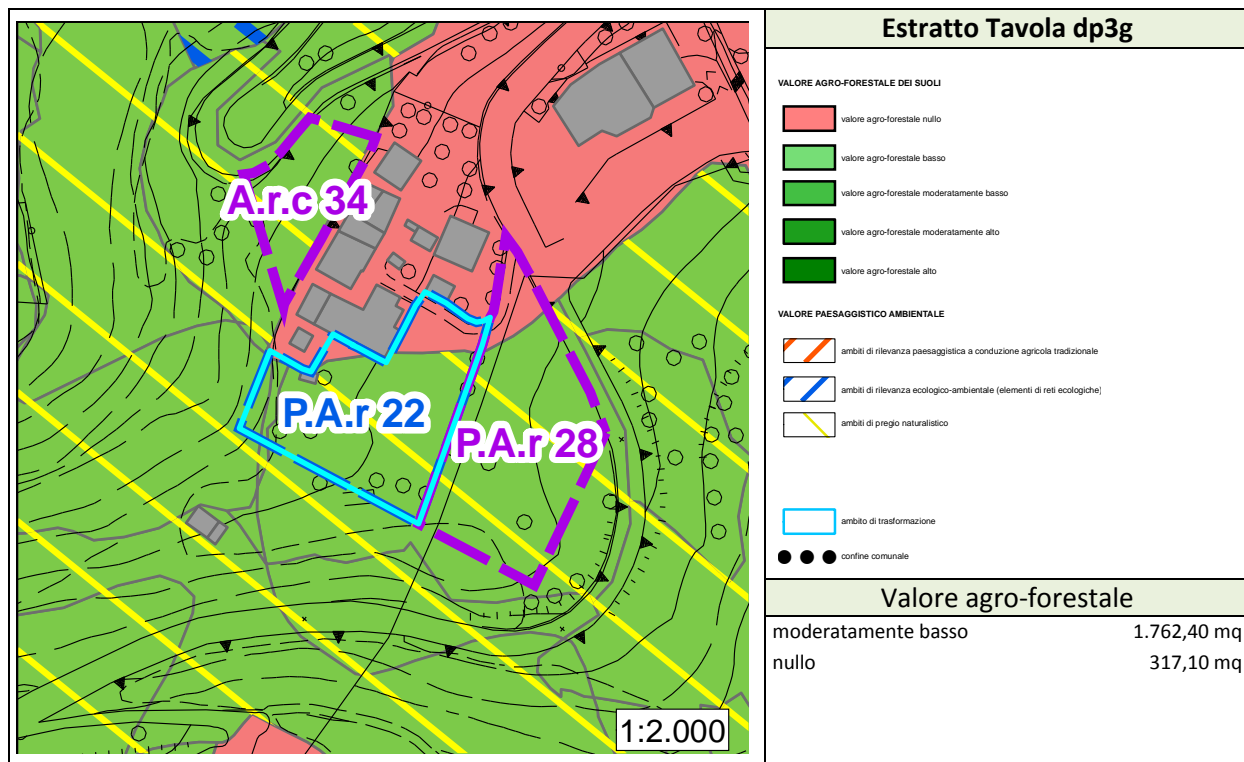 A.r.c 34
P.A.r 22
P.A.r 28
1:2.000
Estratto Tavola dp3g
VALORE AGRO-FORESTALE DEI SUOLI
valore agro-forestale nullo
valore agro-forestale basso
valore agro-forestale moderatamente basso
valore agro-forestale moderatamente alto
valore agro-forestale alto
VALORE PAESAGGISTICO AMBIENTALE
ambiti di rilevanza paesaggistica a conduzione agricola tradizionale
ambiti di rilevanza ecologico-ambientale (elementi di reti ecologiche)
ambiti di pregio naturalistico
ambito di trasformazione
confine comunale
Valore agro-forestale
moderatamente basso 1.762,40 mq
nullo 317,10 mq